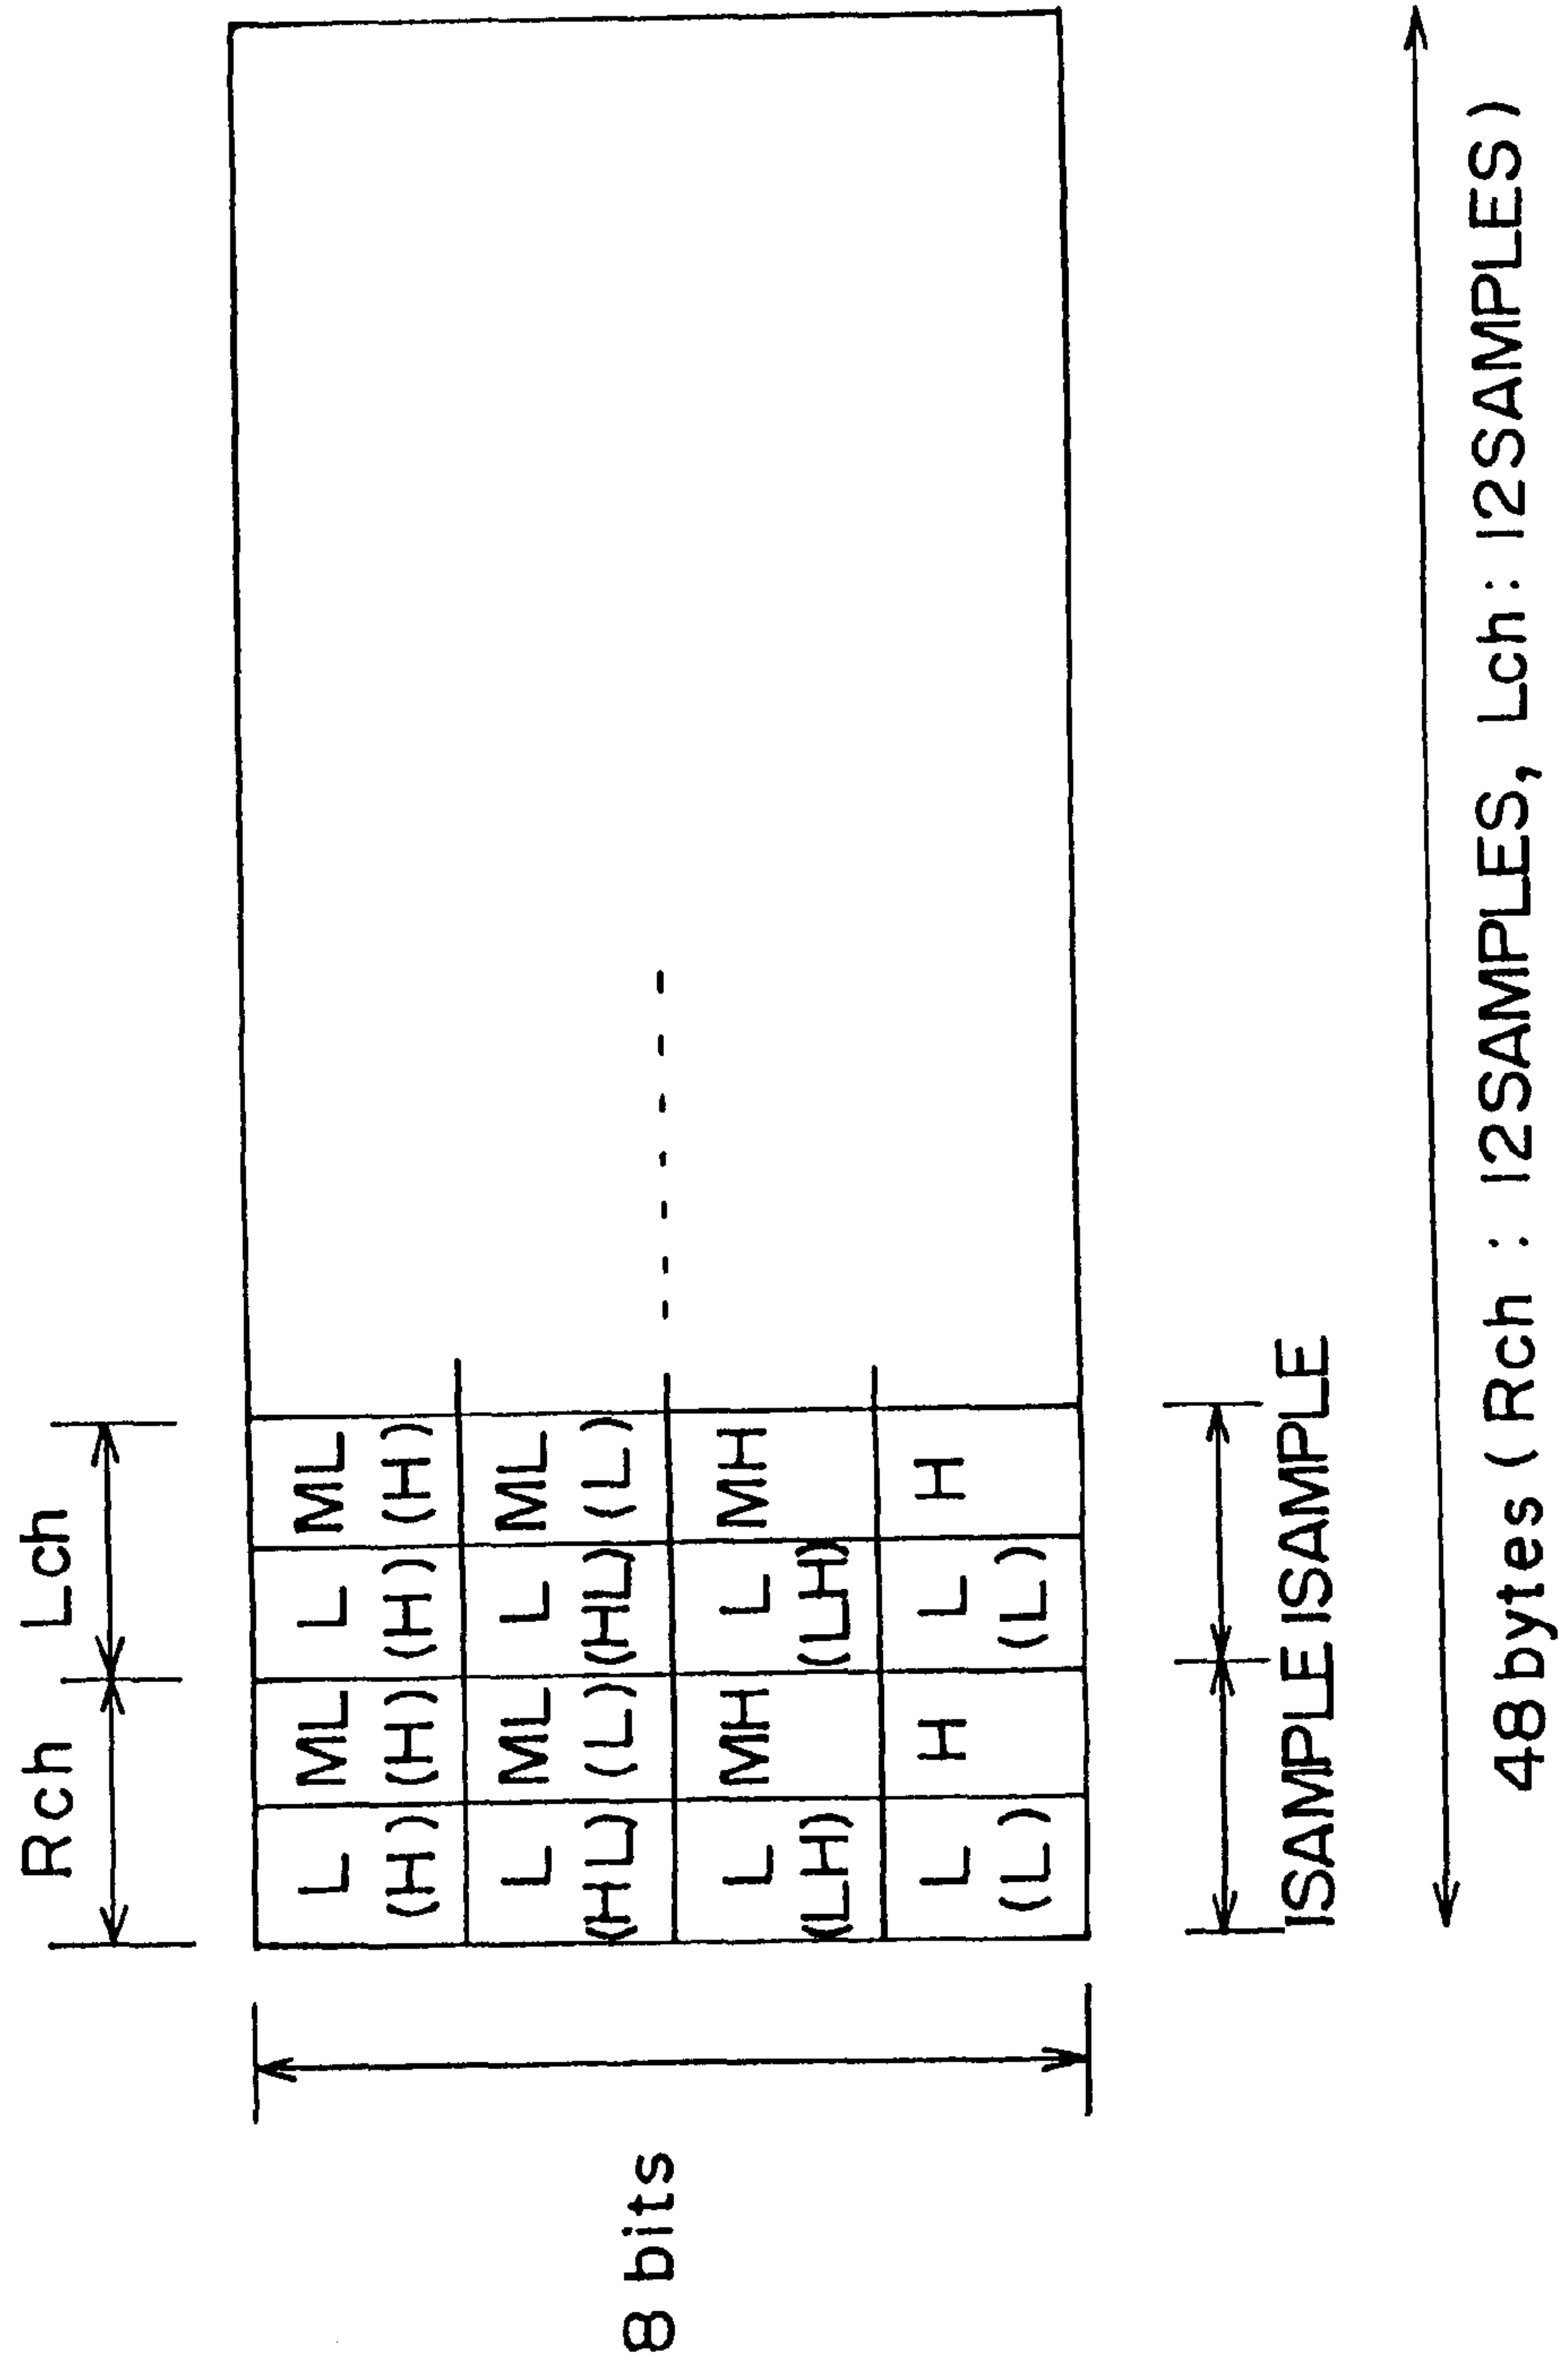 Rch Lch
8 bits
L (H) ML (H) L (H) ML (H)
L (HL) ML (L) L (HL) ML (L)
L (LH) MH L (LH) MH
L (L) H L (L) H
1SAMPLE 1SAMPLE
48 bytes (Rch : 12SAMPLES, Lch : 12SAMPLES)